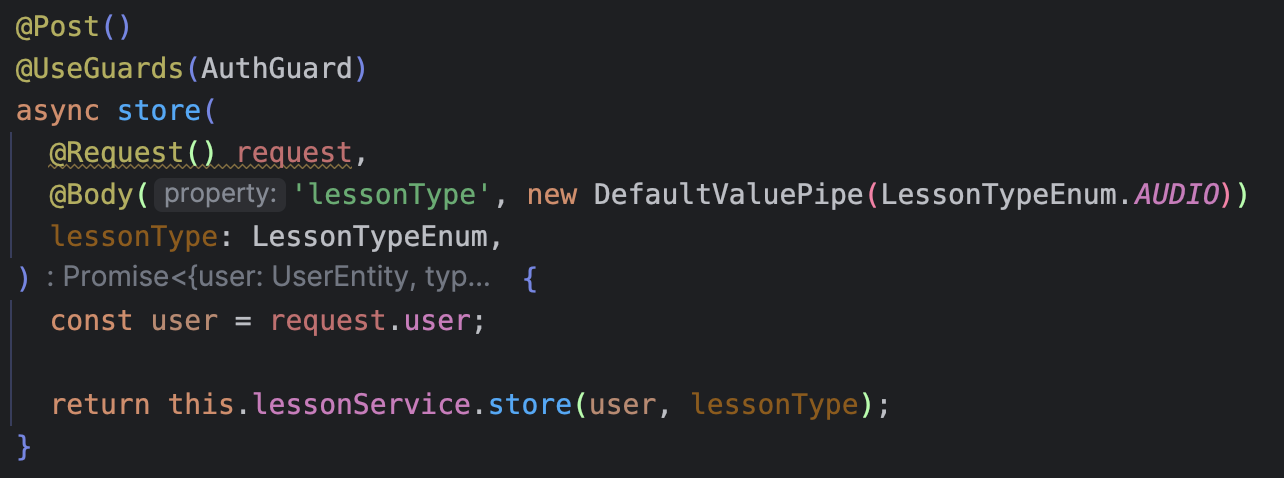 @Post()
@UseGuards(AuthGuard)
async store(
@Request() request,
@Body( property: 'lessonType', new DefaultValuePipe(LessonTypeEnum.AUDIO))
lessonType: LessonTypeEnum,
) : Promise<{user: UserEntity, typ... {
const user = request.user;
return this.lessonService.store(user, lessonType);
}